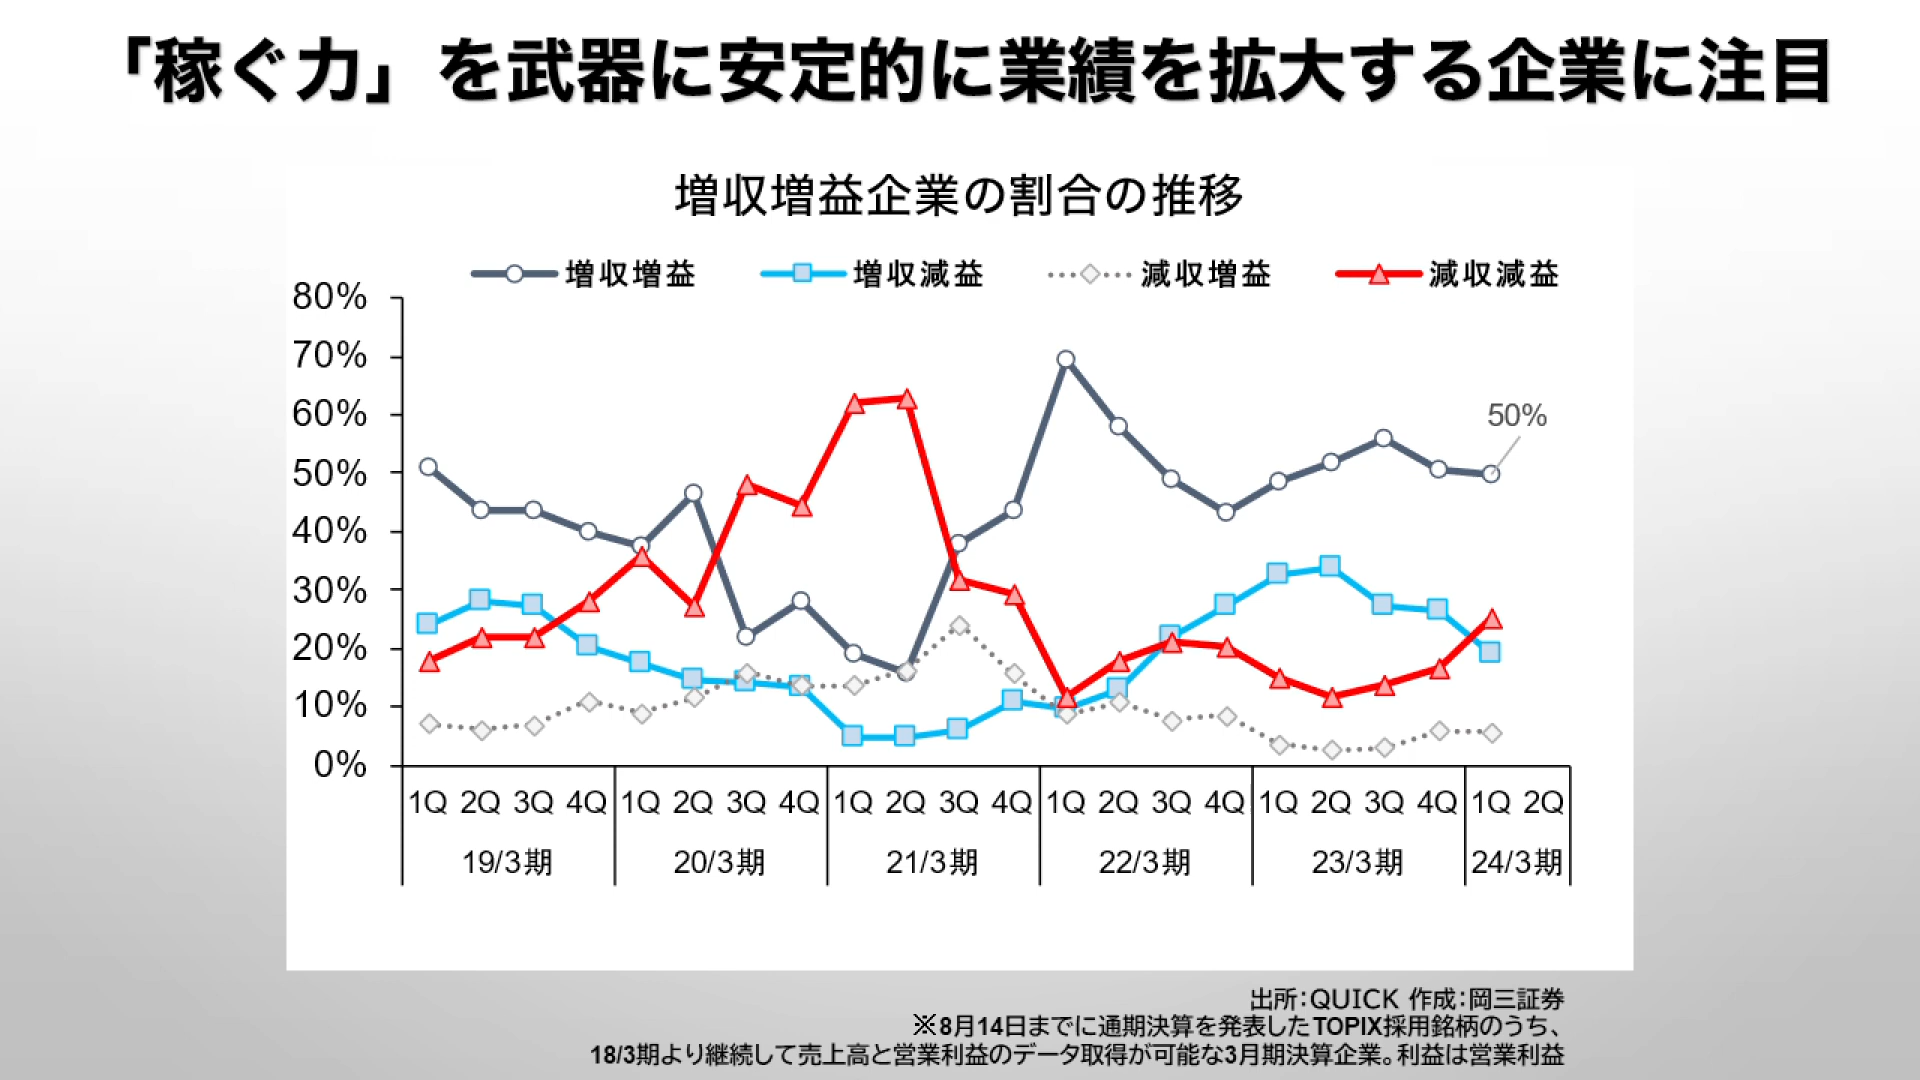 「稼ぐ力」を武器に安定的に業績を拡大する企業に注目
増収増益企業の割合の推移
増収増益 増収減益 減収増益 減収減益
80%
70%
60%
50%
50%
40%
30%
20%
10%
0%
1Q 2Q 3Q 4Q 1Q 2Q 3Q 4Q 1Q 2Q 3Q 4Q 1Q 2Q 3Q 4Q 1Q 2Q 3Q 4Q 1Q 2Q
19/3期 20/3期 21/3期 22/3期 23/3期 24/3期
出所：QUICK 作成：岡三証券
※8月14日までに通期決算を発表したTOPIX採用銘柄のうち、
18/3期より継続して売上高と営業利益のデータ取得が可能な3月期決算企業。利益は営業利益